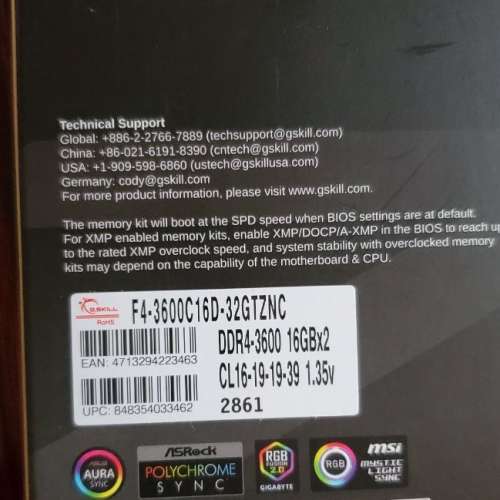 Technical Support
Global: +886-2-2766-7889 (techsupport@gskill.com)
China: +86-021-6191-8390 (cntech@gskill.com)
USA: +1-909-598-6860 (ustech@gskillusa.com)
Germany: cody@gskill.com
For more product information, please visit www.gskill.com.
The memory kit will boot at the SPD speed when BIOS settings are at default.
For XMP enabled memory kits, enable XMP/DOCP/A-XMP in the BIOS to reach up
to the rated XMP overclock speed, and system stability with overclocked memory
kits may depend on the capability of the motherboard & CPU.
G.SKILL
RoHS
F4-3600C16D-32GTZNC
DDR4-3600 16GBx2
EAN: 4713294223463
CL16-19-19-39 1.35v
UPC: 848354033462
2861
AURA
SYNC
ASRock
POLYCHROME
SYNC
RGB
FUSION
2.0
GIGABYTE
RGB
msi
MYSTIC
LIGHT
SYNC